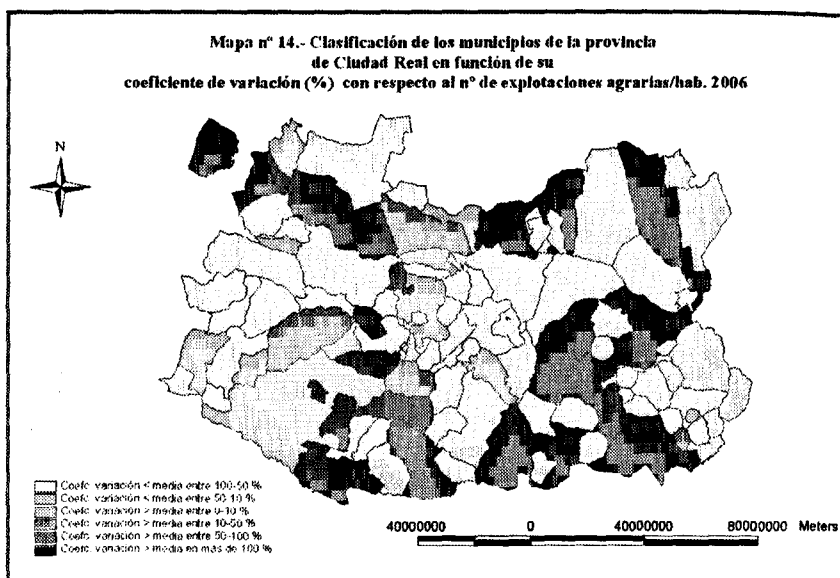 Mapa nº 14.- Clasificación de los municipios de la provincia
de Ciudad Real en función de su
coeficiente de variación (%) con respecto al nº de explotaciones agrarias/hab. 2006
N
Coefc. variación < media entre 100-50 %
Coefc. variación < media entre 50-10 %
Coefc. variación > media entre 0-10 %
Coefc. variación > media entre 10-50 %
Coefc. variación > media entre 50-100 %
Coefc. variación > media en más de 100 %
40000000 0 40000000 80000000 Meters